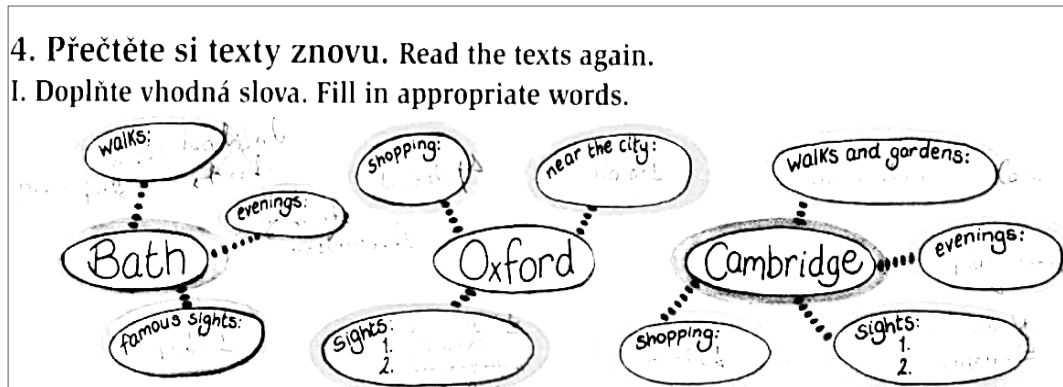 4. Přečtěte si texty znovu. Read the texts again.
I. Doplňte vhodná slova. Fill in appropriate words.
walks:
evenings:
Bath
famous sights:
shopping:
near the city:
Oxford
sights:
1.
2.
walks and gardens:
evenings:
Cambridge
shopping:
sights:
1.
2.